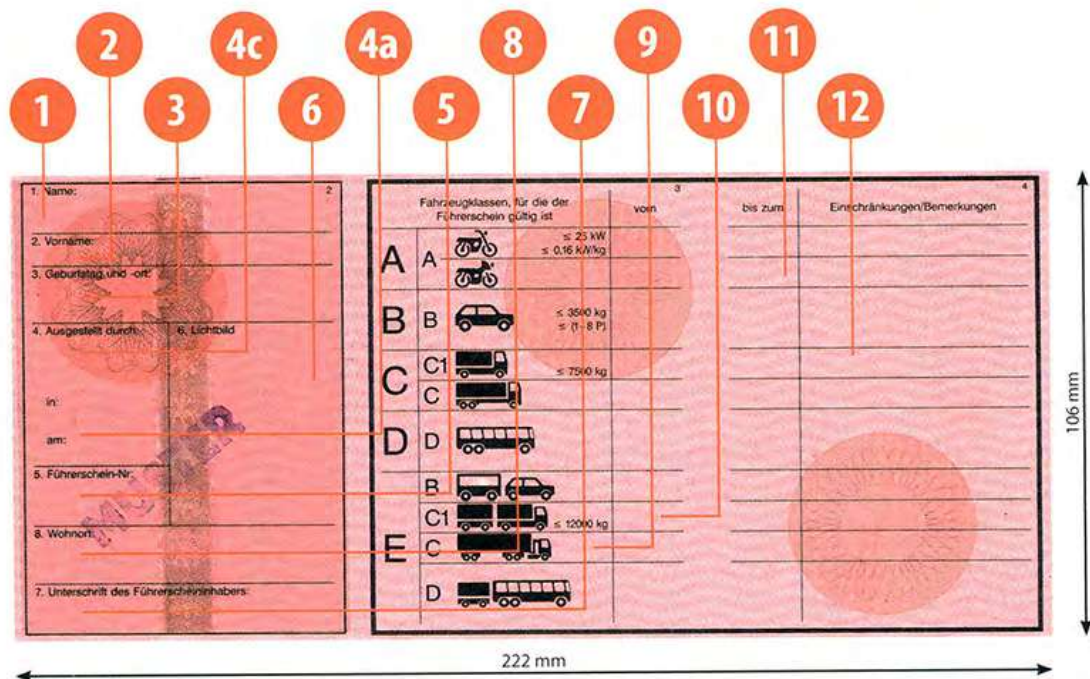 2 4c 4a 8 9 11
1 3 6 5 7 10 12
1. Name: 2
2. Vorname:
3. Geburtstag und -ort:
4. Ausgestellt durch: 6. Lichtbild
in:
am:
5. Führerschein-Nr:
8. Wohnort:
7. Unterschrift des Führerscheininhabers:
MUSTER
3
Fahrzeugklassen, für die der
Führerschein gültig ist
vom
bis zum
4
Einschränkungen/Bemerkungen
A A ≤ 25 kW
≤ 0,16 kW/kg
B B ≤ 3500 kg
≤ (1-8 P)
C C1 ≤ 7500 kg
C
D D
E B
C1 ≤ 12000 kg
C
D
106 mm
222 mm